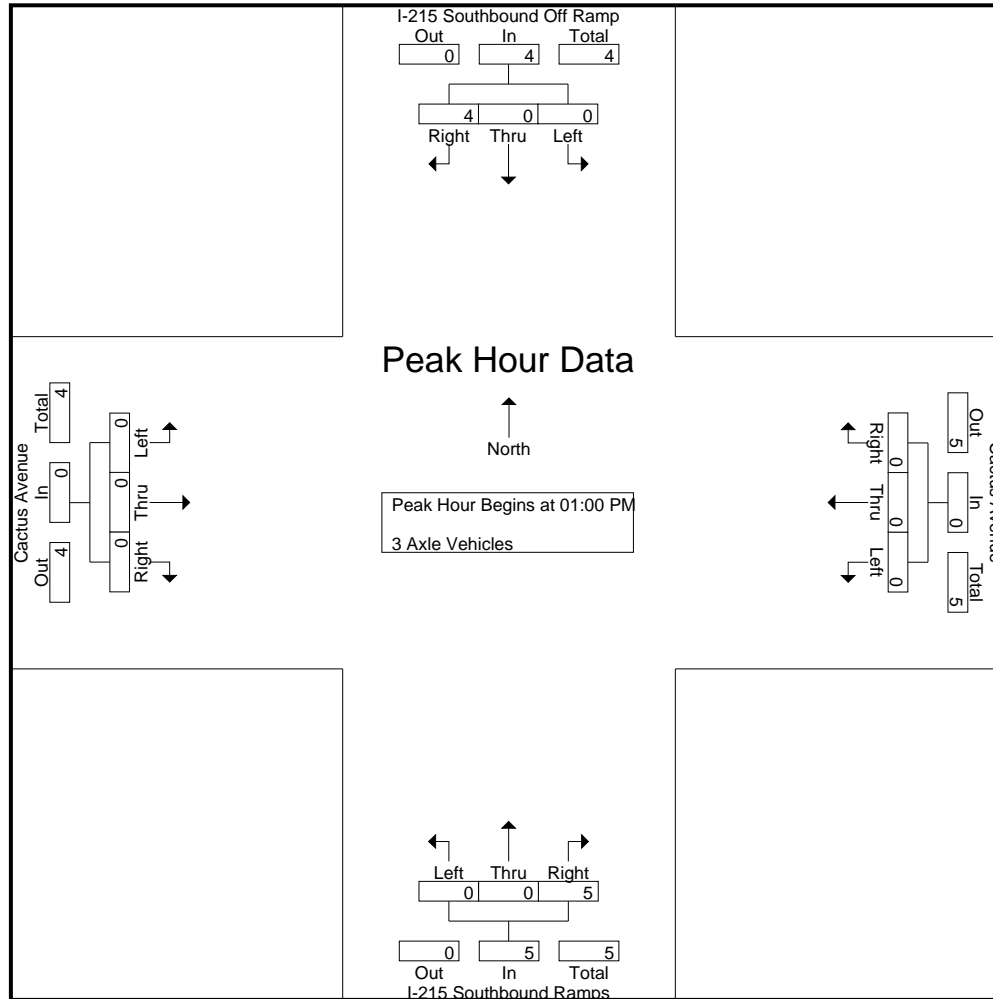 I-215 Southbound Off Ramp
Out In Total
0 4 4
4 0 0
Right Thru Left
Peak Hour Data
North
Peak Hour Begins at 01:00 PM
3 Axle Vehicles
Cactus Avenue
Out In Total
4 0 4
0 0 0
Right Thru Left
Out In Total
5 0 5
0 0 0
Right Thru Left
Left Thru Right
0 0 5
0 5 5
Out In Total
I-215 Southbound Ramps